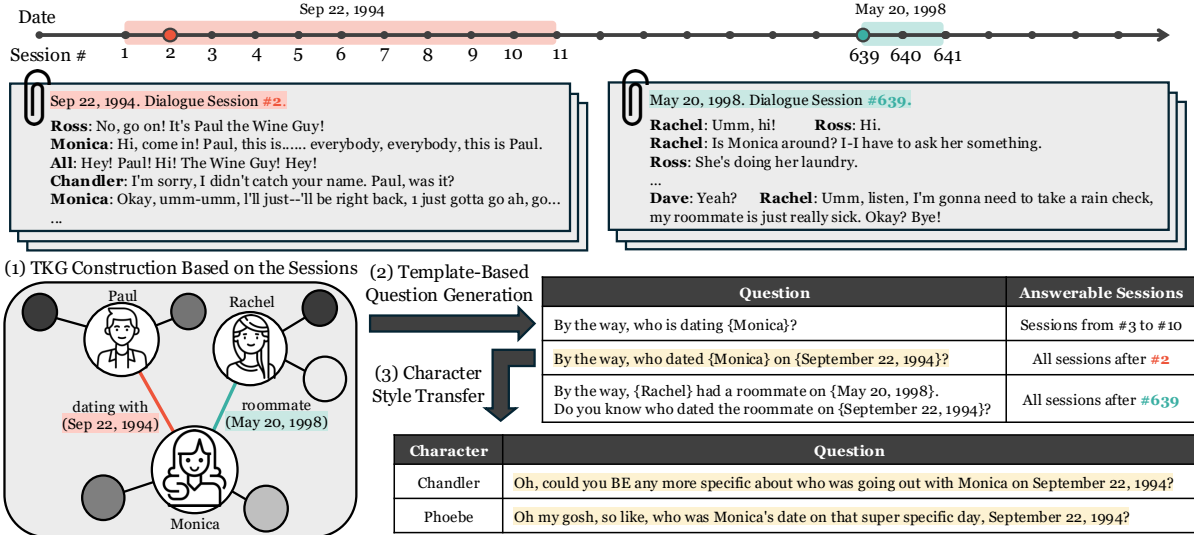 Date
Sep 22, 1994
May 20, 1998
Session #
1 2 3 4 5 6 7 8 9 10 11
639 640 641
Sep 22, 1994. Dialogue Session #2.
Ross: No, go on! It's Paul the Wine Guy!
Monica: Hi, come in! Paul, this is...... everybody, everybody, this is Paul.
All: Hey! Paul! Hi! The Wine Guy! Hey!
Chandler: I'm sorry, I didn't catch your name. Paul, was it?
Monica: Okay, umm-umm, I'll just--'ll be right back, 1 just gotta go ah, go...
...
May 20, 1998. Dialogue Session #639.
Rachel: Umm, hi! Ross: Hi.
Rachel: Is Monica around? I-I have to ask her something.
Ross: She's doing her laundry.
...
Dave: Yeah? Rachel: Umm, listen, I'm gonna need to take a rain check,
my roommate is just really sick. Okay? Bye!
(1) TKG Construction Based on the Sessions
Paul
Rachel
dating with
(Sep 22, 1994)
roommate
(May 20, 1998)
Monica
(2) Template-Based
Question Generation
(3) Character
Style Transfer
Question Answerable Sessions
By the way, who is dating {Monica}? Sessions from #3 to #10
By the way, who dated {Monica} on {September 22, 1994}? All sessions after #2
By the way, {Rachel} had a roommate on {May 20, 1998}.
Do you know who dated the roommate on {September 22, 1994}? All sessions after #639
Character Question
Chandler Oh, could you BE any more specific about who was going out with Monica on September 22, 1994?
Phoebe Oh my gosh, so like, who was Monica's date on that super specific day, September 22, 1994?